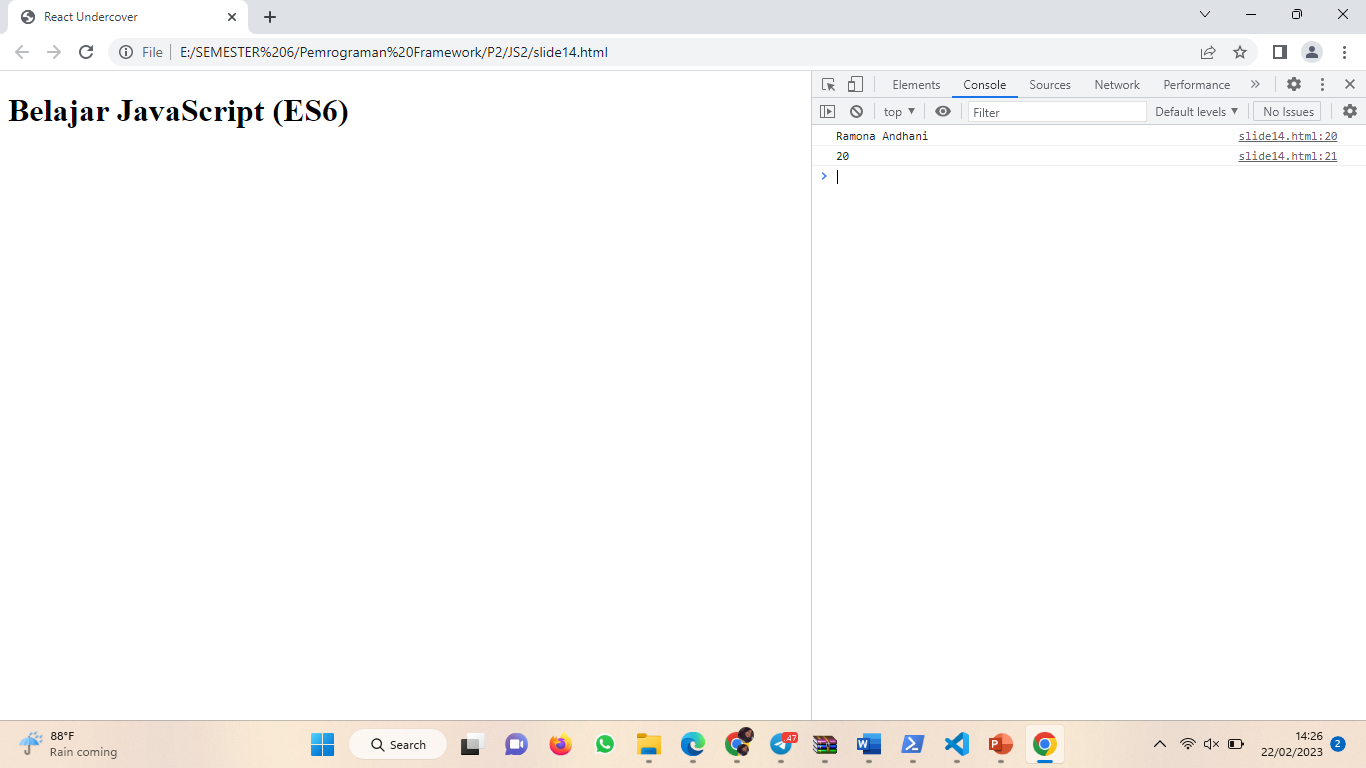 React Undercover
File
E:/SEMESTER%206/Pemrograman%20Framework/P2/JS2/slide14.html
Belajar JavaScript (ES6)
Elements Console Sources Network Performance
top Filter Default levels No Issues
Ramona Andhani slide14.html:20
20 slide14.html:21
88°F
Rain coming
Search
47
14:26
22/02/2023
2